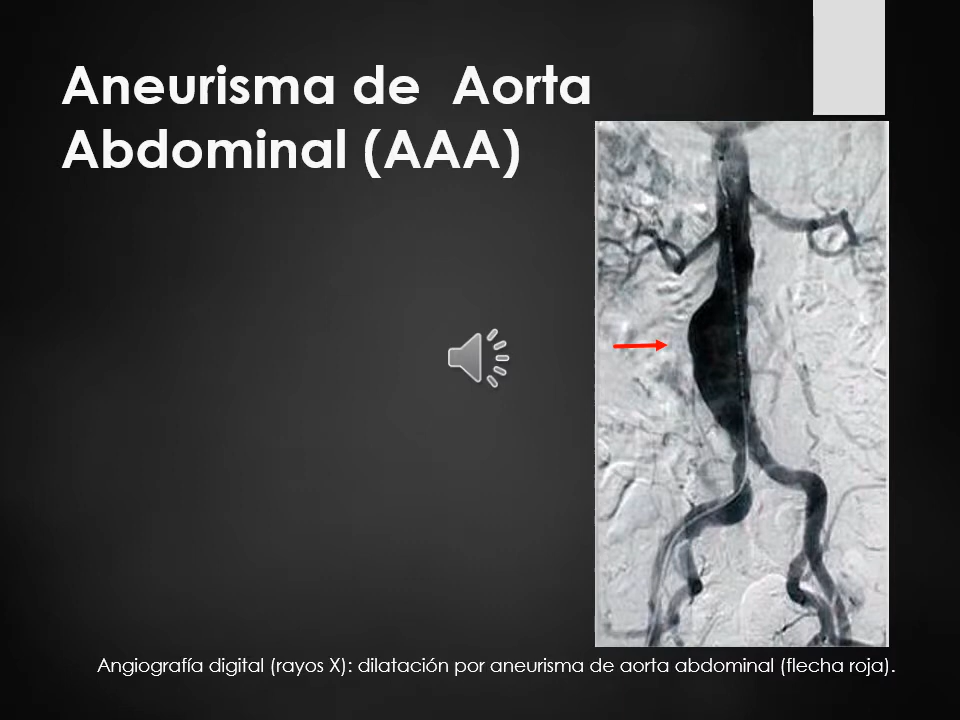 Aneurisma de  Aorta
Abdominal (AAA)
Angiografía digital (rayos X): dilatación por aneurisma de aorta abdominal (flecha roja).